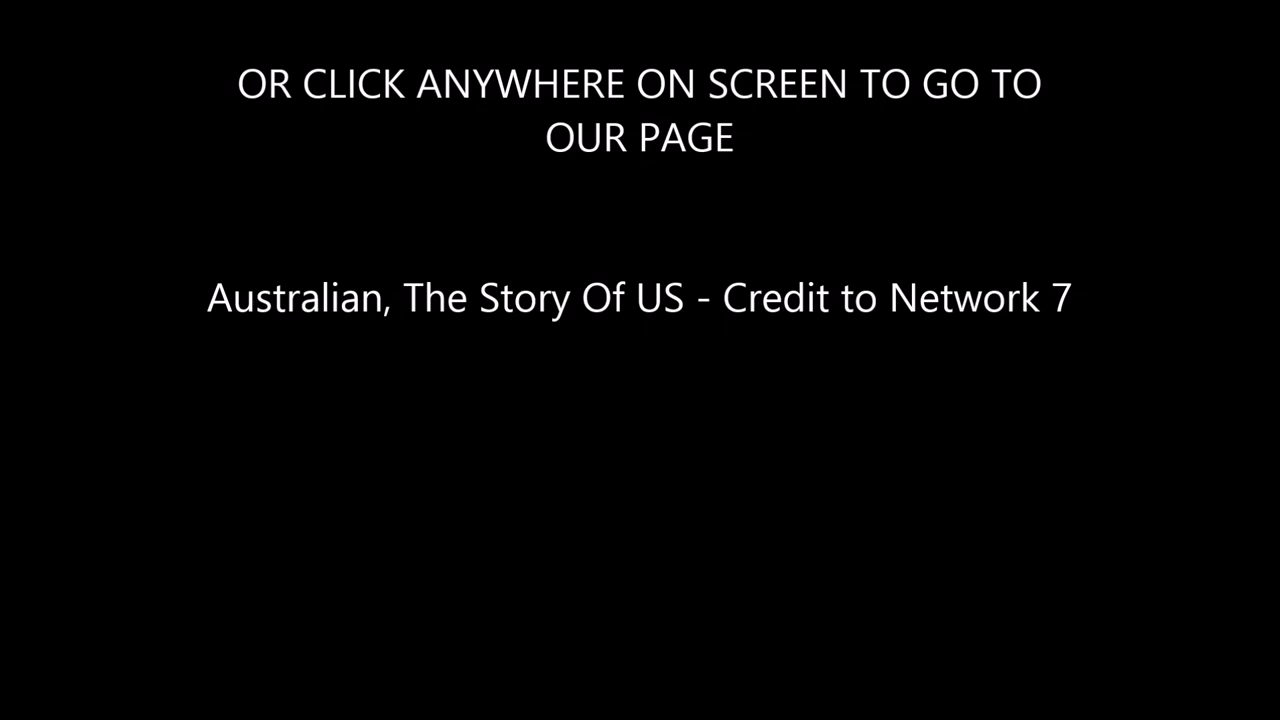 OR CLICK ANYWHERE ON SCREEN TO GO TO
OUR PAGE
Australian, The Story Of US - Credit to Network 7